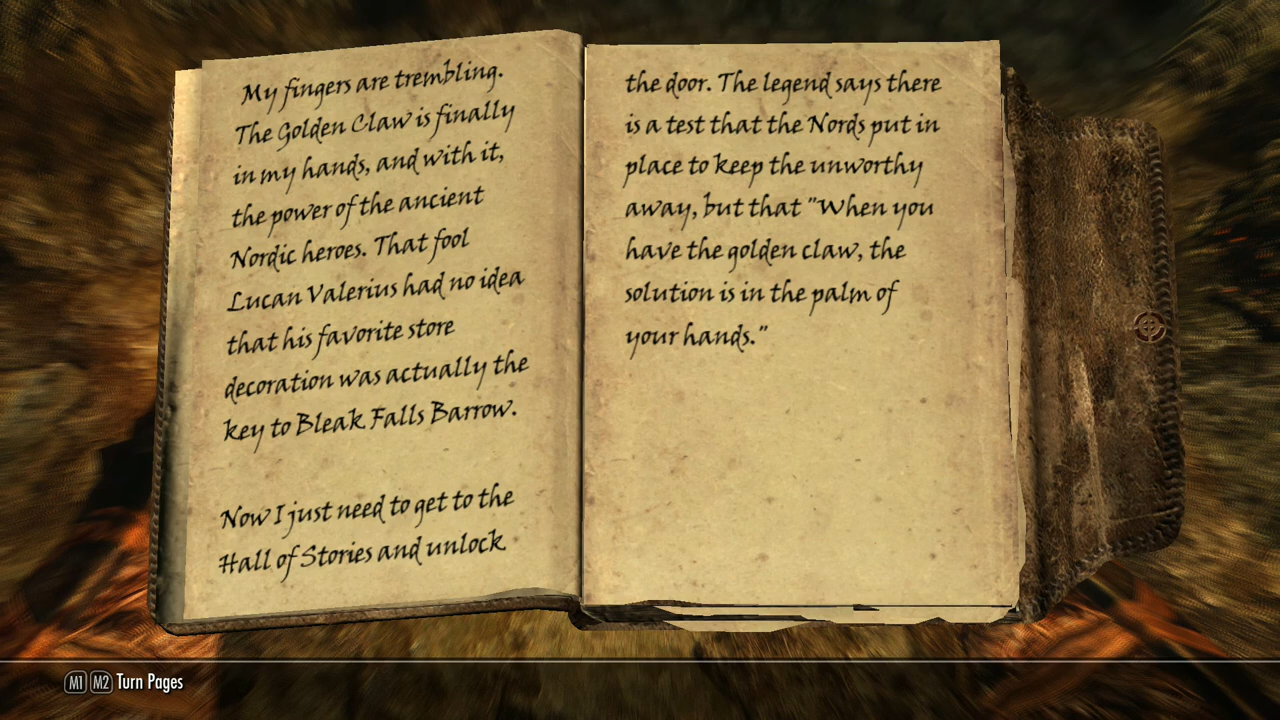 My fingers are trembling.
The Golden Claw is finally
in my hands, and with it,
the power of the ancient
Nordic heroes. That fool
Lucan Valerius had no idea
that his favorite store
decoration was actually the
key to Bleak Falls Barrow.
Now I just need to get to the
Hall of Stories and unlock
the door. The legend says there
is a test that the Nords put in
place to keep the unworthy
away, but that "When you
have the golden claw, the
solution is in the palm of
your hands."
M1 M2 Turn Pages